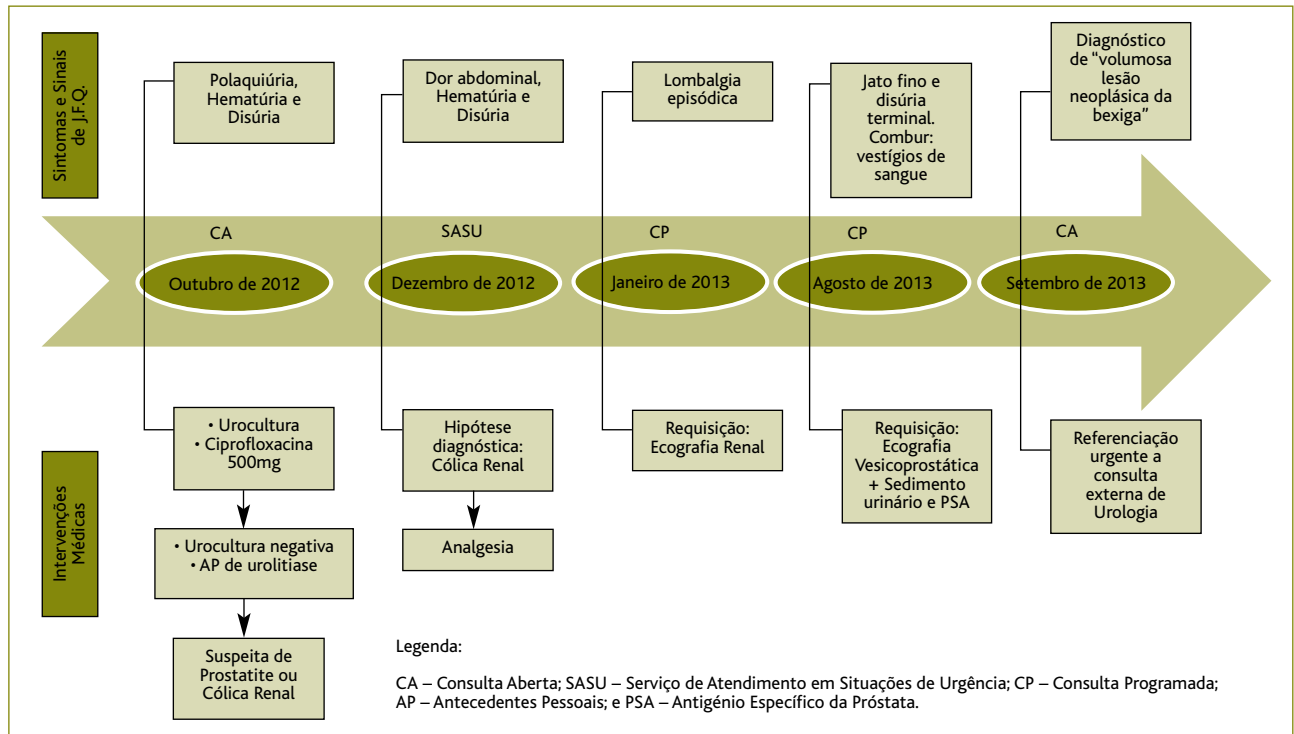 Sintomas e Sinais
de J.F.Q.
Polaquiúria,
Hematúria e
Disúria
Dor abdominal,
Hematúria e
Disúria
Lombalgia
episódica
Jato fino e
disúria
terminal.
Combur:
vestígios de
sangue
Diagnóstico
de “volumosa
lesão
neoplásica da
bexiga”
CA
SASU
CP
CP
CA
Outubro de 2012
Dezembro de 2012
Janeiro de 2013
Agosto de 2013
Setembro de 2013
Intervenções
Médicas
• Urocultura
• Ciprofloxacina
500mg
• Urocultura negativa
• AP de urolitiase
Suspeita de
Prostatite ou
Cólica Renal
Hipótese
diagnóstica:
Cólica Renal
Analgesia
Requisição:
Ecografia Renal
Requisição:
Ecografia
Vesicoprostática
+ Sedimento
urinário e PSA
Referenciação
urgente a
consulta
externa de
Urologia
Legenda:
CA – Consulta Aberta; SASU – Serviço de Atendimento em Situações de Urgência; CP – Consulta Programada;
AP – Antecedentes Pessoais; e PSA – Antigénio Específico da Próstata.